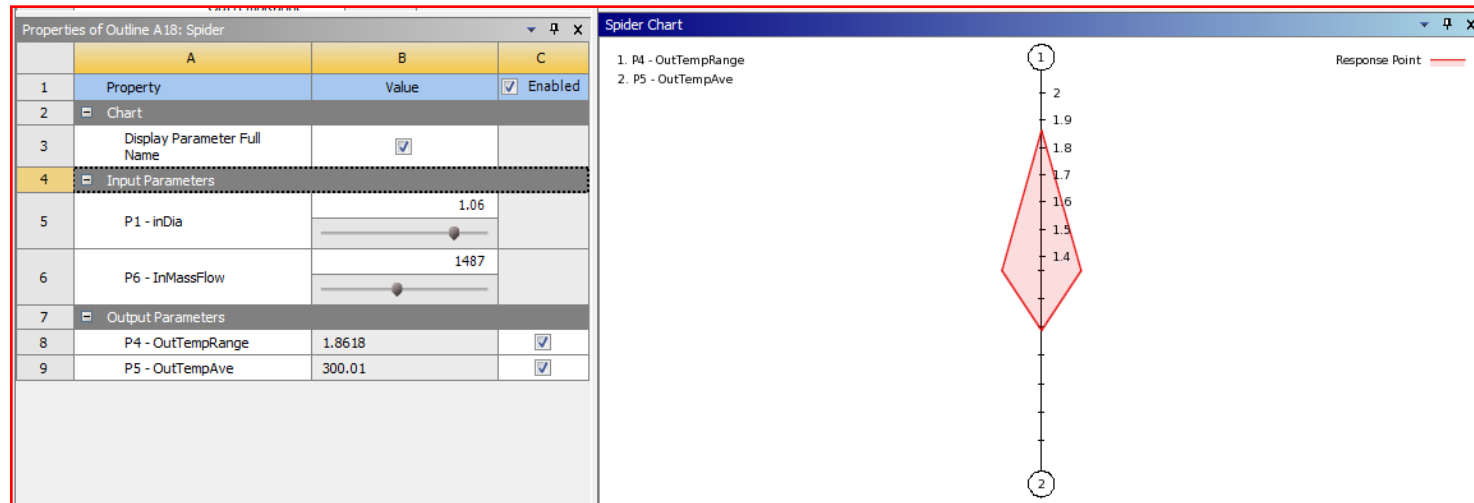 Properties of Outline A18: Spider
A B C
1 Property Value Enabled
2 Chart
3 Display Parameter Full
Name
4 Input Parameters
5 P1 - inDia 1.06
6 P6 - InMassFlow 1487
7 Output Parameters
8 P4 - OutTempRange 1.8618
9 P5 - OutTempAve 300.01
Spider Chart
1. P4 - OutTempRange
2. P5 - OutTempAve
Response Point
1
2
1.9
1.8
1.7
1.6
1.5
1.4
2